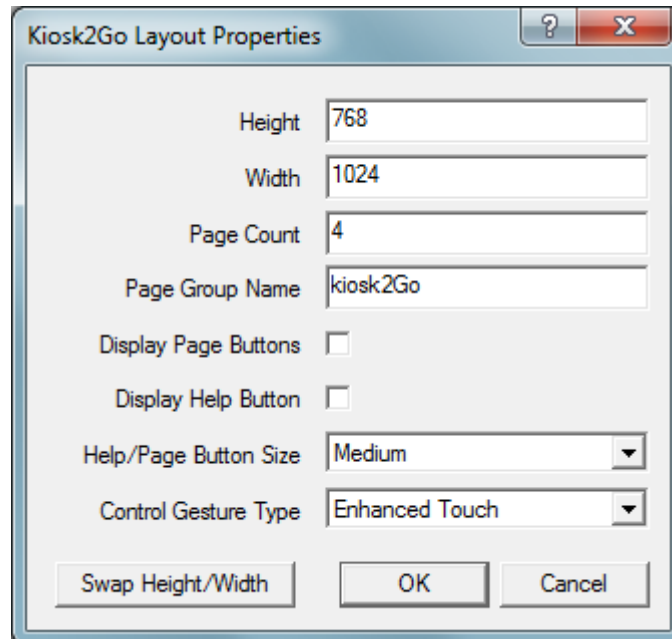 Kiosk2Go Layout Properties
?
X
Height 768
Width 1024
Page Count 4
Page Group Name kiosk2Go
Display Page Buttons
Display Help Button
Help/Page Button Size Medium
Control Gesture Type Enhanced Touch
Swap Height/Width OK Cancel